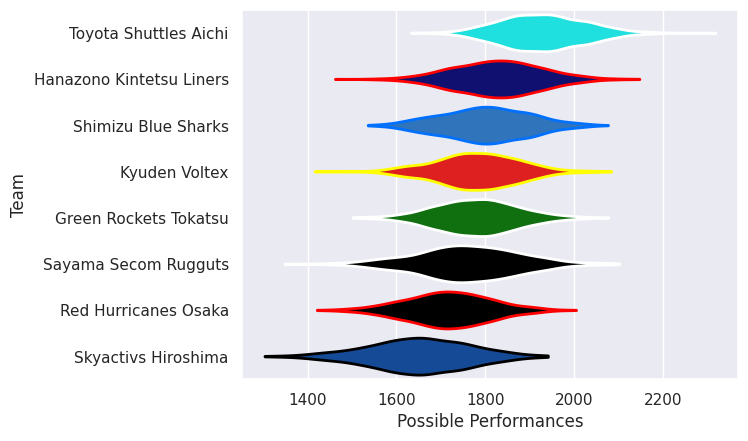 Toyota Shuttles Aichi
Hanazono Kintetsu Liners
Shimizu Blue Sharks
Kyuden Voltex
Green Rockets Tokatsu
Sayama Secom Rugguts
Red Hurricanes Osaka
Skyactivs Hiroshima
Team
1400 1600 1800 2000 2200
Possible Performances